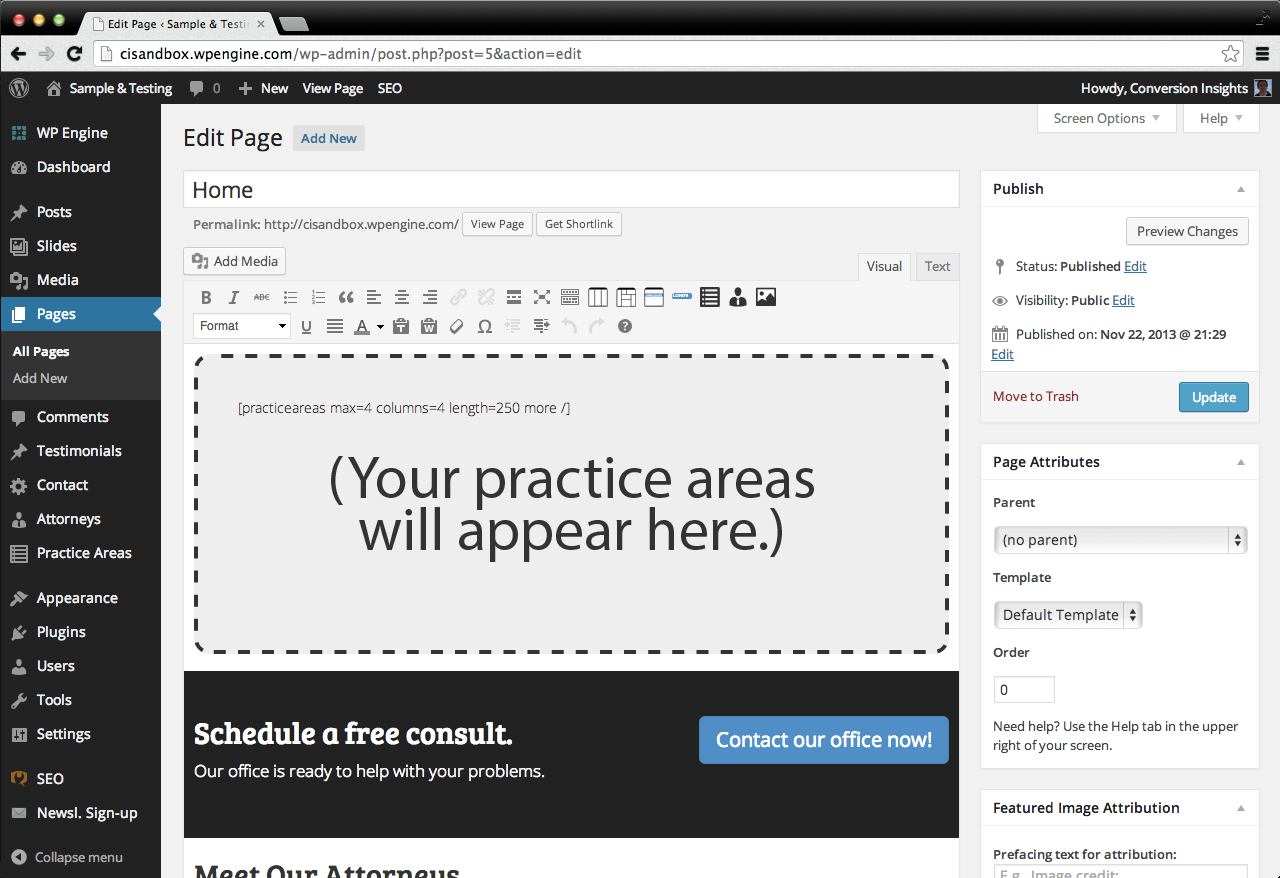 Edit Page ‹ Sample & Testin
cisandbox.wpengine.com/wp-admin/post.php?post=5&action=edit
Sample & Testing 0 New View Page SEO Howdy, Conversion Insights
WP Engine
Dashboard
Posts
Slides
Media
Pages
All Pages
Add New
Comments
Testimonials
Contact
Attorneys
Practice Areas
Appearance
Plugins
Users
Tools
Settings
SEO
Newsl. Sign-up
Collapse menu
Screen Options Help
Edit Page Add New
Home
Permalink: http://cisandbox.wpengine.com/ View Page Get Shortlink
Add Media
Visual Text
B I ABC
Format U A T W Ω ?
[practiceareas max=4 columns=4 length=250 more /]
(Your practice areas
will appear here.)
Schedule a free consult.
Our office is ready to help with your problems.
Contact our office now!
Meet Our Attorneys
Publish
Preview Changes
Status: Published Edit
Visibility: Public Edit
Published on: Nov 22, 2013 @ 21:29
Edit
Move to Trash Update
Page Attributes
Parent
(no parent)
Template
Default Template
Order
0
Need help? Use the Help tab in the upper
right of your screen.
Featured Image Attribution
Prefacing text for attribution:
E.g., Image credit: